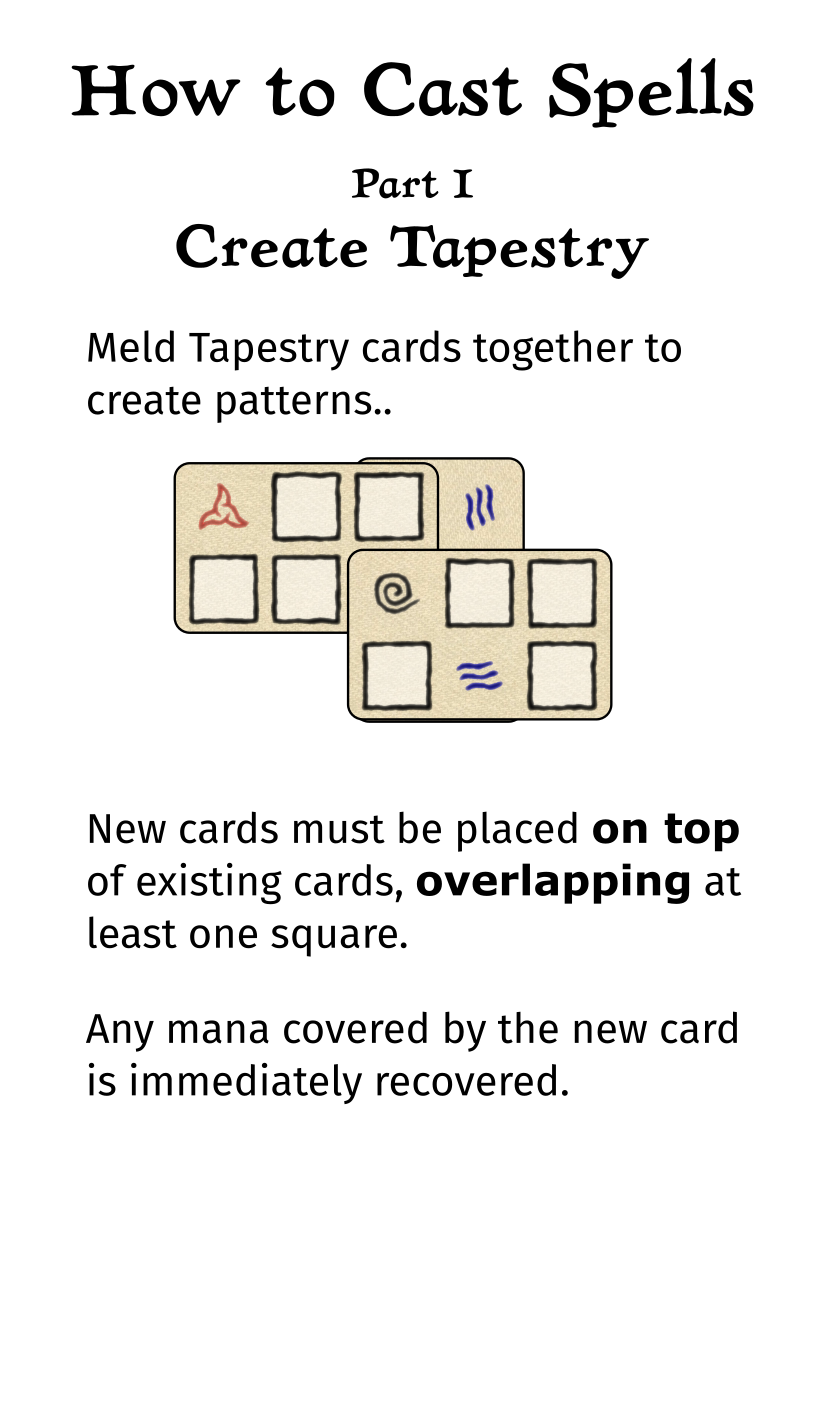 How to Cast Spells
Part I
Create Tapestry
Meld Tapestry cards together to
create patterns..
New cards must be placed on top
of existing cards, overlapping at
least one square.
Any mana covered by the new card
is immediately recovered.